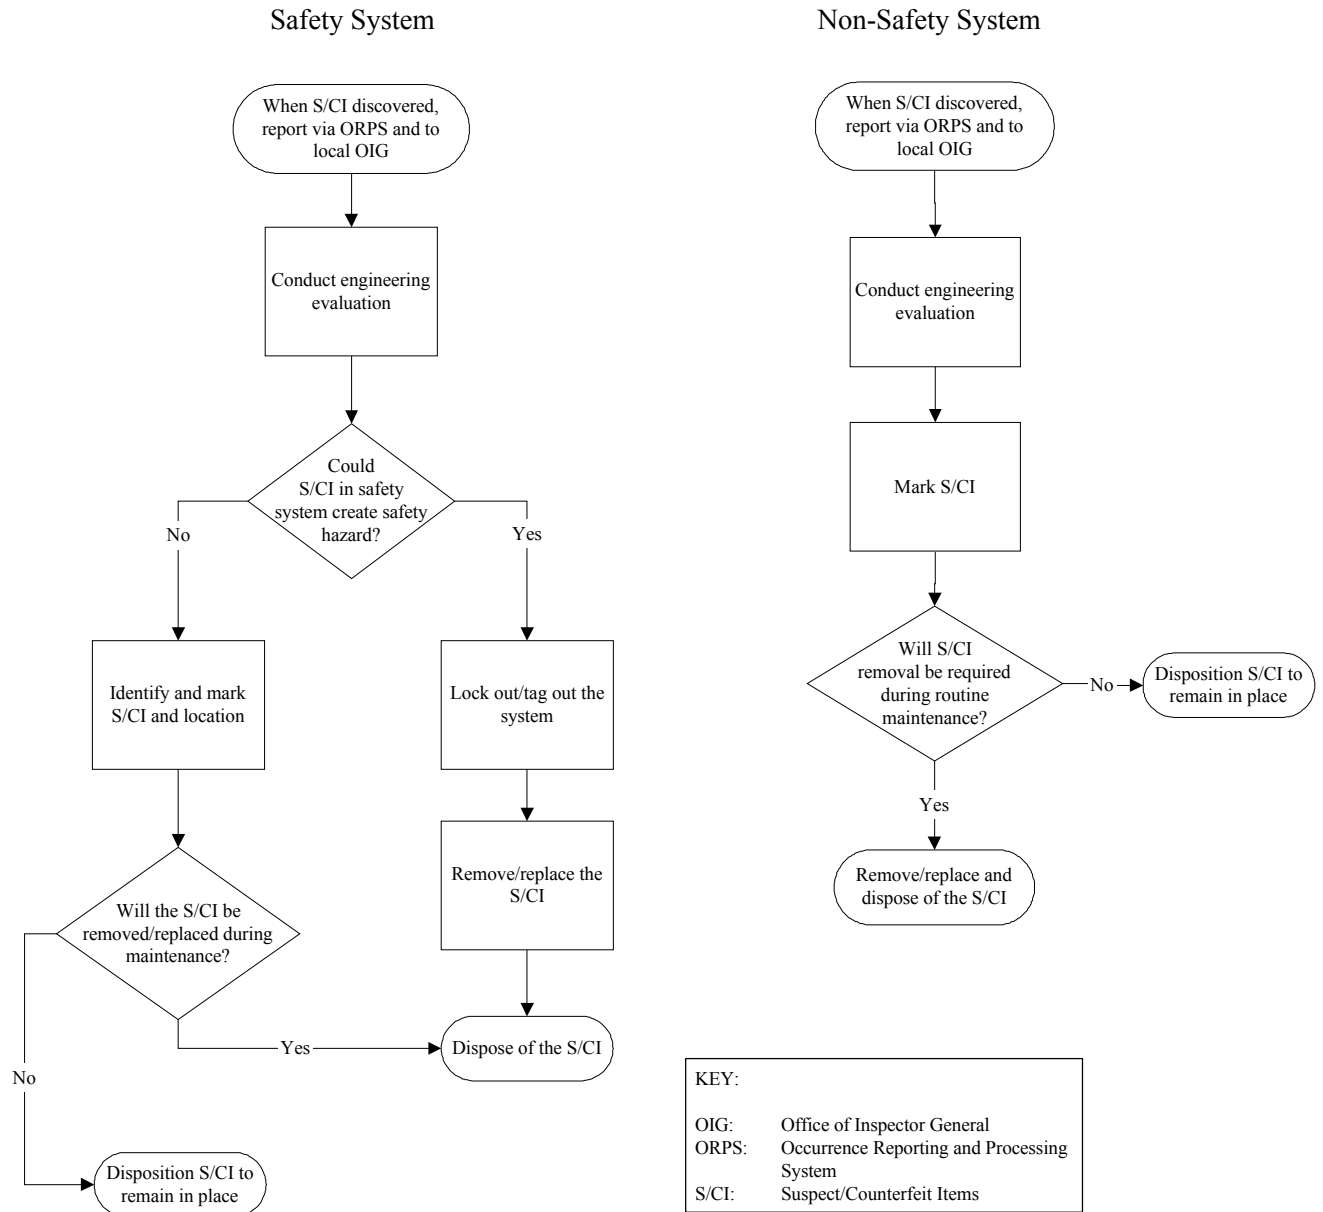 Safety System
When S/CI discovered,
report via ORPS and to
local OIG
Conduct engineering
evaluation
Could
S/CI in safety
system create safety
hazard?
No
Yes
Identify and mark
S/CI and location
Lock out/tag out the
system
Remove/replace the
S/CI
Will the S/CI be
removed/replaced during
maintenance?
Yes
Dispose of the S/CI
No
Disposition S/CI to
remain in place
Non-Safety System
When S/CI discovered,
report via ORPS and to
local OIG
Conduct engineering
evaluation
Mark S/CI
Will S/CI
removal be required
during routine
maintenance?
No
Disposition S/CI to
remain in place
Yes
Remove/replace and
dispose of the S/CI
KEY:
OIG: Office of Inspector General
ORPS: Occurrence Reporting and Processing
System
S/CI: Suspect/Counterfeit Items